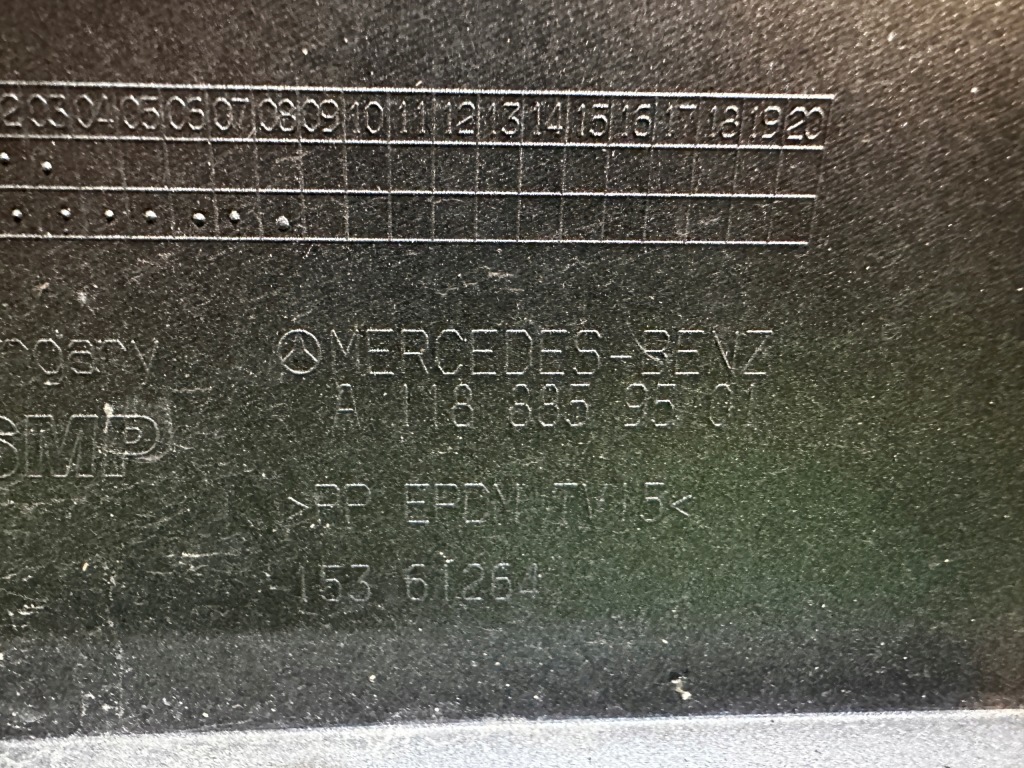 2 03 04 05 06 07 08 09 10 11 12 13 14 15 16 17 18 19 20
ngary
MERCEDES-BENZ
A 118 885 95 01
SMP
>PP EPDM TV15<
153 61264